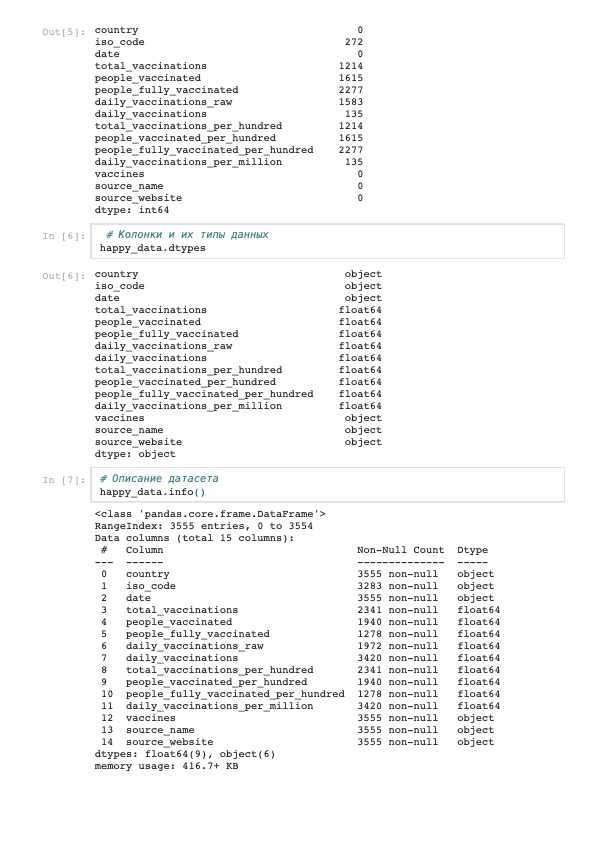 Out[5]: country 0
iso_code 272
date 0
total_vaccinations 1214
people_vaccinated 1615
people_fully_vaccinated 2277
daily_vaccinations_raw 1583
daily_vaccinations 135
total_vaccinations_per_hundred 1214
people_vaccinated_per_hundred 1615
people_fully_vaccinated_per_hundred 2277
daily_vaccinations_per_million 135
vaccines 0
source_name 0
source_website 0
dtype: int64
In [6]: # Колонки и их типы данных
happy_data.dtypes
Out[6]: country object
iso_code object
date object
total_vaccinations float64
people_vaccinated float64
people_fully_vaccinated float64
daily_vaccinations_raw float64
daily_vaccinations float64
total_vaccinations_per_hundred float64
people_vaccinated_per_hundred float64
people_fully_vaccinated_per_hundred float64
daily_vaccinations_per_million float64
vaccines object
source_name object
source_website object
dtype: object
In [7]: # Описание датасета
happy_data.info()
<class 'pandas.core.frame.DataFrame'>
RangeIndex: 3555 entries, 0 to 3554
Data columns (total 15 columns):
# Column Non-Null Count Dtype
--- ------ -------------- -----
0 country 3555 non-null object
1 iso_code 3283 non-null object
2 date 3555 non-null object
3 total_vaccinations 2341 non-null float64
4 people_vaccinated 1940 non-null float64
5 people_fully_vaccinated 1278 non-null float64
6 daily_vaccinations_raw 1972 non-null float64
7 daily_vaccinations 3420 non-null float64
8 total_vaccinations_per_hundred 2341 non-null float64
9 people_vaccinated_per_hundred 1940 non-null float64
10 people_fully_vaccinated_per_hundred 1278 non-null float64
11 daily_vaccinations_per_million 3420 non-null float64
12 vaccines 3555 non-null object
13 source_name 3555 non-null object
14 source_website 3555 non-null object
dtypes: float64(9), object(6)
memory usage: 416.7+ KB